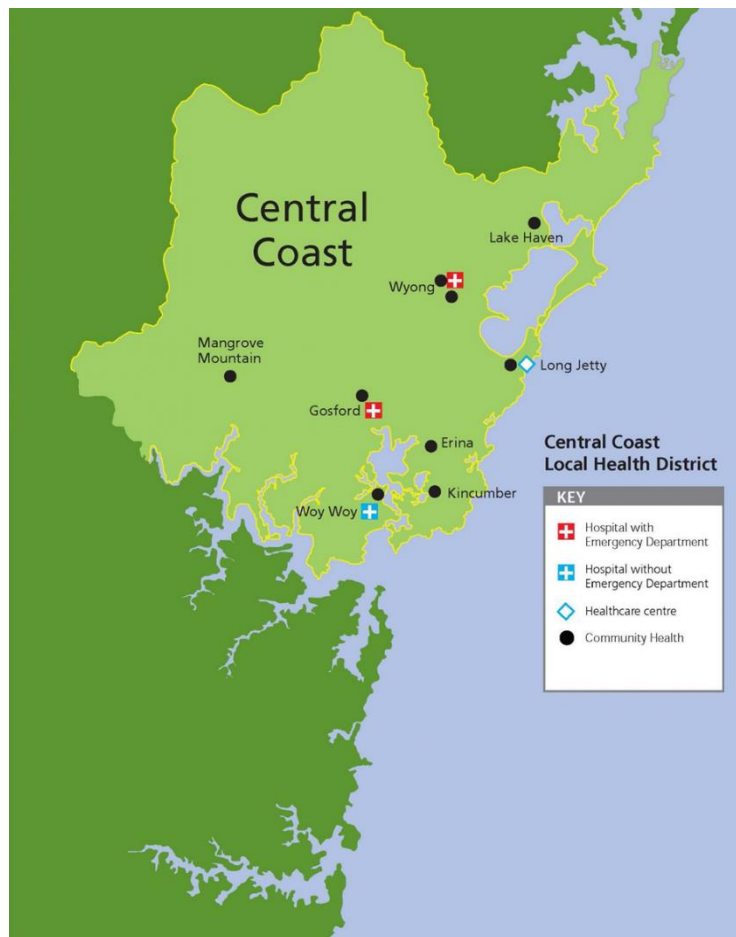 Central
Coast
Lake Haven
Wyong
Mangrove
Mountain
Long Jetty
Gosford
Erina
Kincumber
Woy Woy
Central Coast
Local Health District
KEY
Hospital with
Emergency Department
Hospital without
Emergency Department
Healthcare centre
Community Health